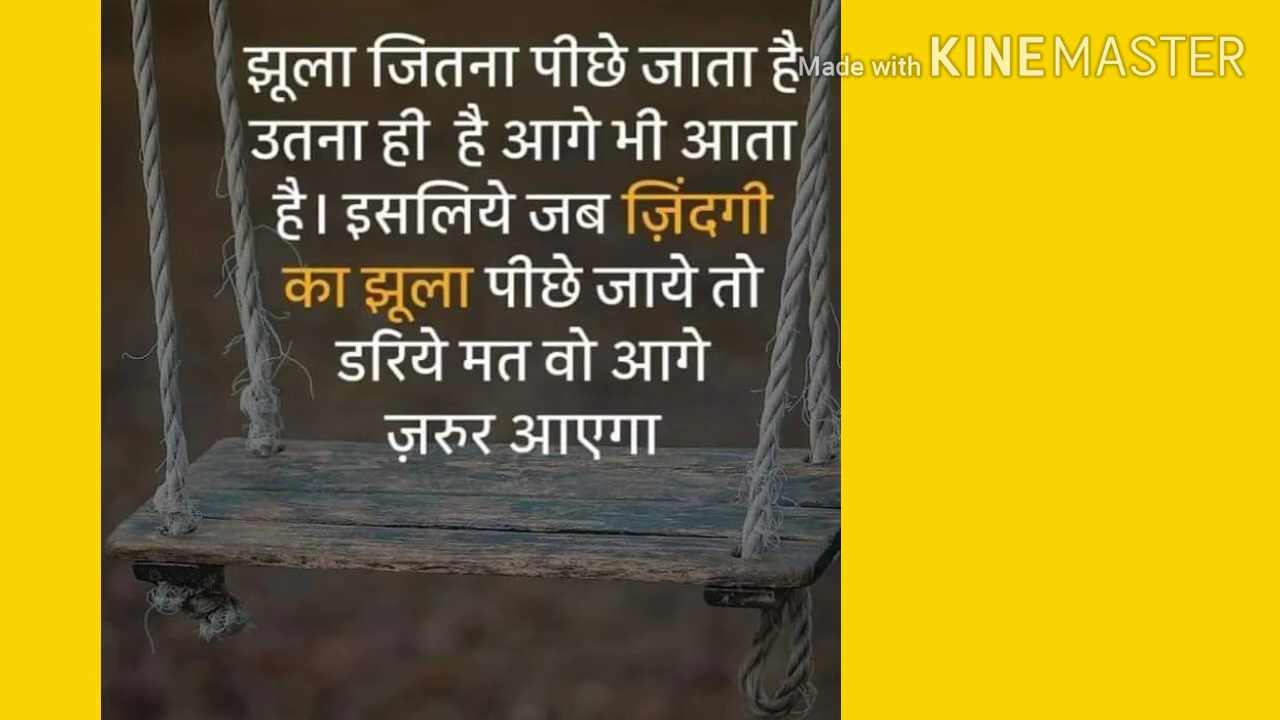 झूला जितना पीछे जाता है
उतना ही है आगे भी आता
है। इसलिये जब ज़िंदगी
का झूला पीछे जाये तो
डरिये मत वो आगे
ज़रुर आएगा
Made with KINEMASTER